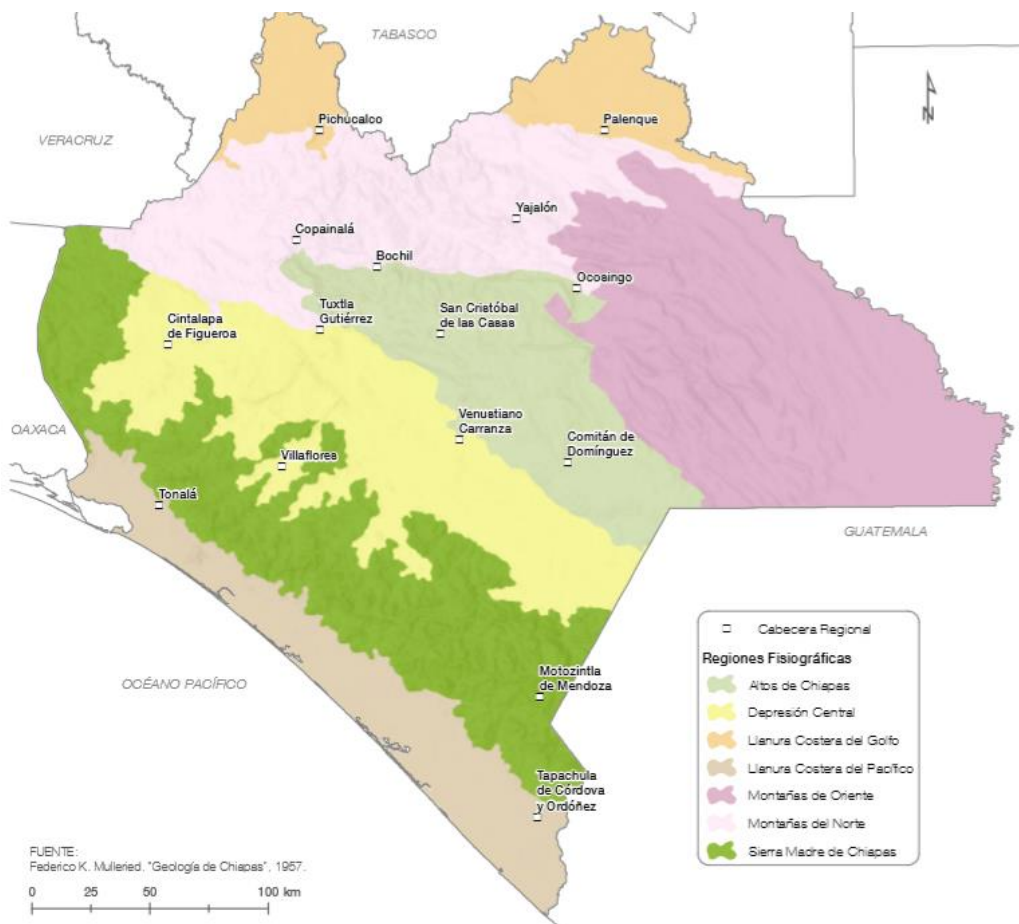 TABASCO
N
VERACRUZ
Pichucalco
Palenque
Yajalón
Copainalá
Bochil
Ocosingo
Tuxtla
Gutiérrez
San Cristóbal
de las Casas
Cintalapa
de Figueroa
Venustiano
Carranza
Comitán de
Domínguez
OAXACA
Villaflores
Tonalá
GUATEMALA
OCÉANO PACÍFICO
Motozintla
de Mendoza
Tapachula
de Córdova
y Ordóñez
Cabecera Regional
Regiones Fisiográficas
Altos de Chiapas
Depresión Central
Llanura Costera del Golfo
Llanura Costera del Pacífico
Montañas de Oriente
Montañas del Norte
Sierra Madre de Chiapas
FUENTE:
Federico K. Mulleried. "Geología de Chiapas", 1957.
0 25 50 100 km